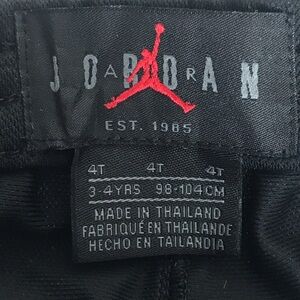 JORDAN
AIR
EST. 1985
4T 4T 4T
3-4YRS 98-104CM
MADE IN THAILAND
FABRIQUÉ EN THAÏLANDE
HECHO EN TAILANDIA